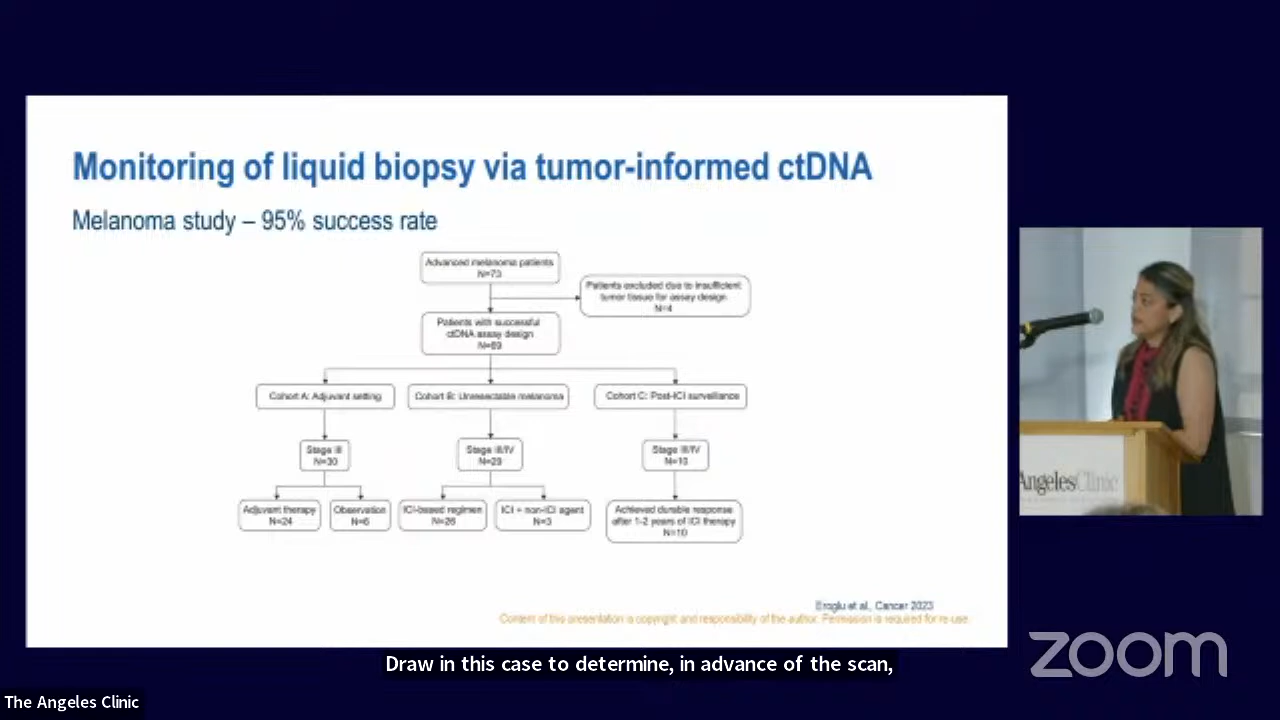 Monitoring of liquid biopsy via tumor-informed ctDNA
Melanoma study – 95% success rate
Advanced melanoma patients
N=73
Patients excluded due to insufficient
tumor tissue for assay design
N=4
Patients with successful
ctDNA assay design
N=69
Cohort A: Adjuvant setting
Cohort B: Unresectable melanoma
Cohort C: Post-ICI surveillance
Stage III
N=30
Stage III/IV
N=29
Stage III/IV
N=10
Adjuvant therapy
N=24
Observation
N=6
ICI-based regimen
N=26
ICI + non-ICI agent
N=3
Achieved durable response
after 1-2 years of ICI therapy
N=10
Eroglu et al, Cancer 2023
Content of this presentation is copyright and responsibility of the author. Permission is required for re-use.
AngelesClinic
zoom
Draw in this case to determine, in advance of the scan,
The Angeles Clinic